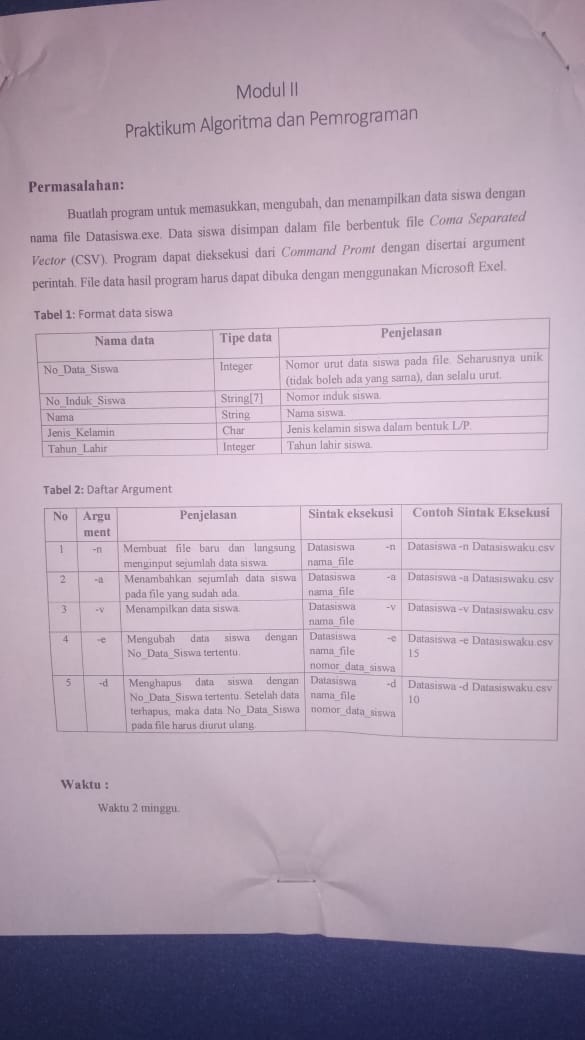 Modul II
Praktikum Algoritma dan Pemrograman
Permasalahan:
Buatlah program untuk memasukkan, mengubah, dan menampilkan data siswa dengan
nama file Datasiswa.exe. Data siswa disimpan dalam file berbentuk file Coma Separated
Vector (CSV). Program dapat dieksekusi dari Command Promt dengan disertai argument
perintah. File data hasil program harus dapat dibuka dengan menggunakan Microsoft Exel.
Tabel 1: Format data siswa
Nama data Tipe data Penjelasan
No_Data_Siswa Integer Nomor urut data siswa pada file. Seharusnya unik
(tidak boleh ada yang sama), dan selalu urut.
No_Induk_Siswa String[7] Nomor induk siswa.
Nama String Nama siswa.
Jenis_Kelamin Char Jenis kelamin siswa dalam bentuk L/P.
Tahun_Lahir Integer Tahun lahir siswa.
Tabel 2: Daftar Argument
No Argu Penjelasan Sintak eksekusi Contoh Sintak Eksekusi
ment
1 -n Membuat file baru dan langsung Datasiswa -n Datasiswa -n Datasiswaku.csv
menginput sejumlah data siswa. nama_file
2 -a Menambahkan sejumlah data siswa Datasiswa -a Datasiswa -a Datasiswaku.csv
pada file yang sudah ada. nama_file
3 -v Menampilkan data siswa. Datasiswa -v Datasiswa -v Datasiswaku.csv
nama_file
4 -e Mengubah data siswa dengan Datasiswa -e Datasiswa -e Datasiswaku.csv
No_Data_Siswa tertentu. nama_file 15
nomor_data_siswa
5 -d Menghapus data siswa dengan Datasiswa -d Datasiswa -d Datasiswaku.csv
No_Data_Siswa tertentu. Setelah data nama_file 10
terhapus, maka data No_Data_Siswa nomor_data_siswa
pada file harus diurut ulang.
Waktu :
Waktu 2 minggu.